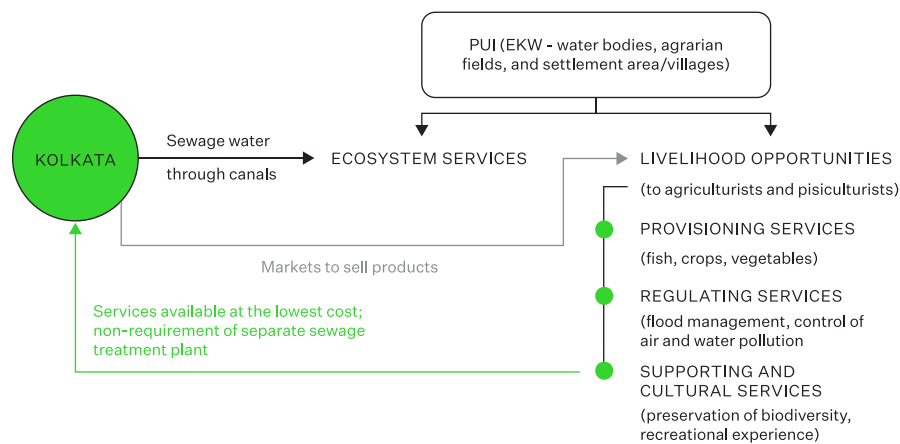 PUI (EKW - water bodies, agrarian
fields, and settlement area/villages)
KOLKATA
Sewage water
through canals
ECOSYSTEM SERVICES
LIVELIHOOD OPPORTUNITIES
(to agriculturists and pisiculturists)
PROVISIONING SERVICES
(fish, crops, vegetables)
Markets to sell products
REGULATING SERVICES
(flood management, control of
air and water pollution
Services available at the lowest cost;
non-requirement of separate sewage
treatment plant
SUPPORTING AND
CULTURAL SERVICES
(preservation of biodiversity,
recreational experience)